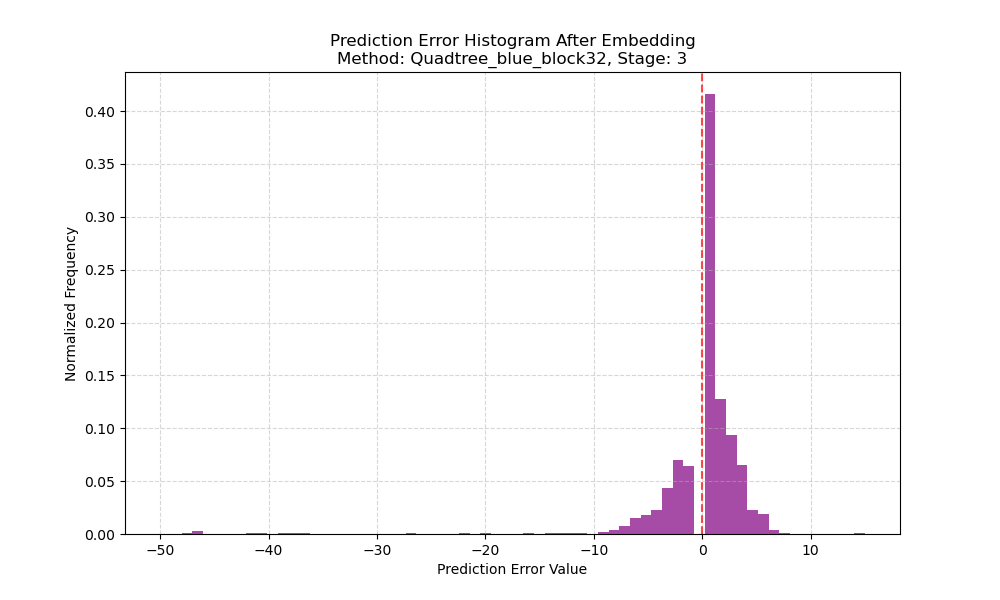 Prediction Error Histogram After Embedding
Method: Quadtree_blue_block32, Stage: 3
Normalized Frequency
0.40
0.35
0.30
0.25
0.20
0.15
0.10
0.05
0.00
−50 −40 −30 −20 −10 0 10
Prediction Error Value